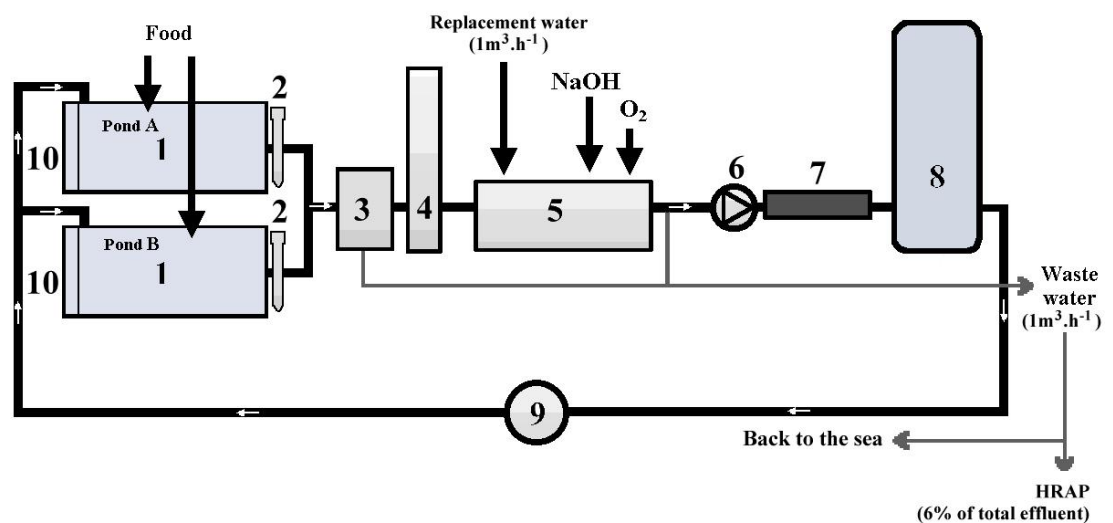 Food
Replacement water
(1m³.h⁻¹)
NaOH
O₂
2
Pond A
1
10
6
7
8
3
4
5
2
Pond B
1
10
Waste
water
(1m³.h⁻¹)
9
Back to the sea
HRAP
(6% of total effluent)